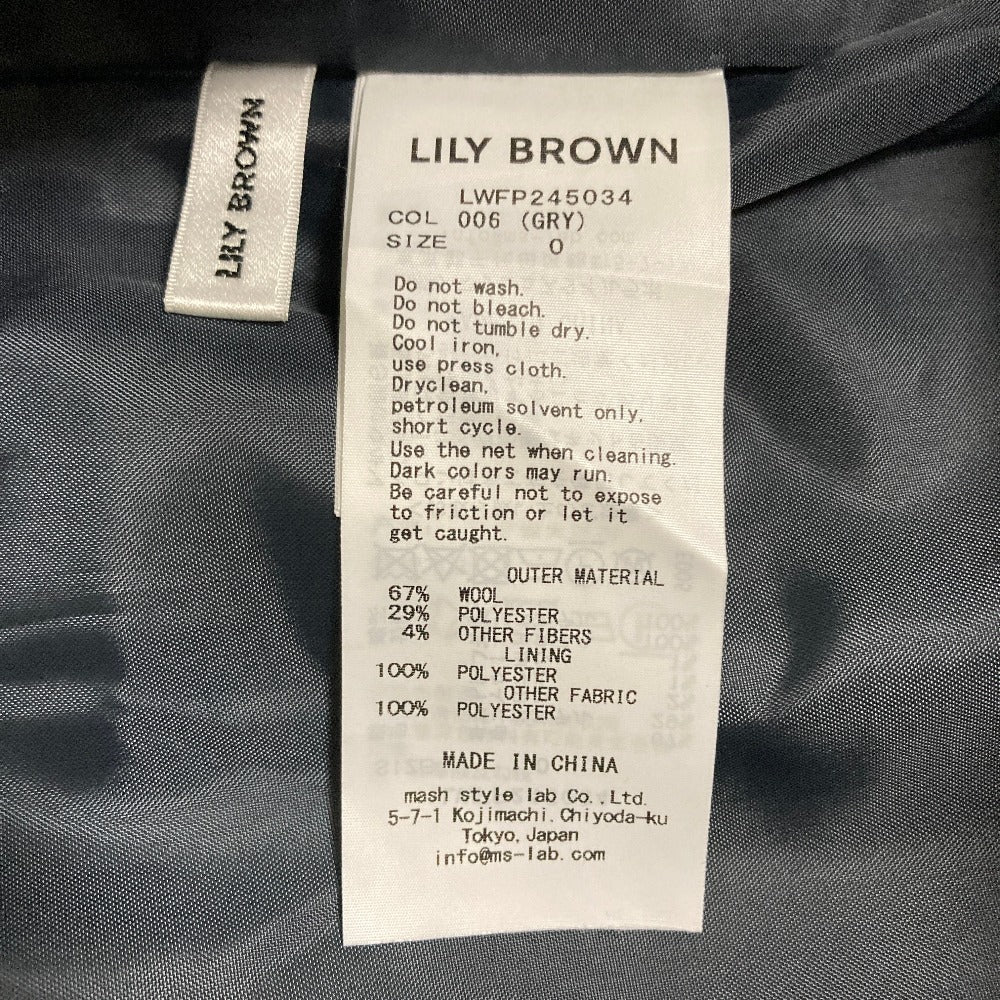 LILY BROWN
LILY BROWN
LWFP245034
COL 006 (GRY)
SIZE 0
Do not wash.
Do not bleach.
Do not tumble dry.
Cool iron,
use press cloth.
Dryclean,
petroleum solvent only,
short cycle.
Use the net when cleaning.
Dark colors may run.
Be careful not to expose
to friction or let it
get caught.
OUTER MATERIAL
67% WOOL
29% POLYESTER
4% OTHER FIBERS
LINING
100% POLYESTER
OTHER FABRIC
100% POLYESTER
MADE IN CHINA
mash style lab Co.,Ltd.
5-7-1 Kojimachi.Chiyoda-ku
Tokyo,Japan
info@ms-lab.com